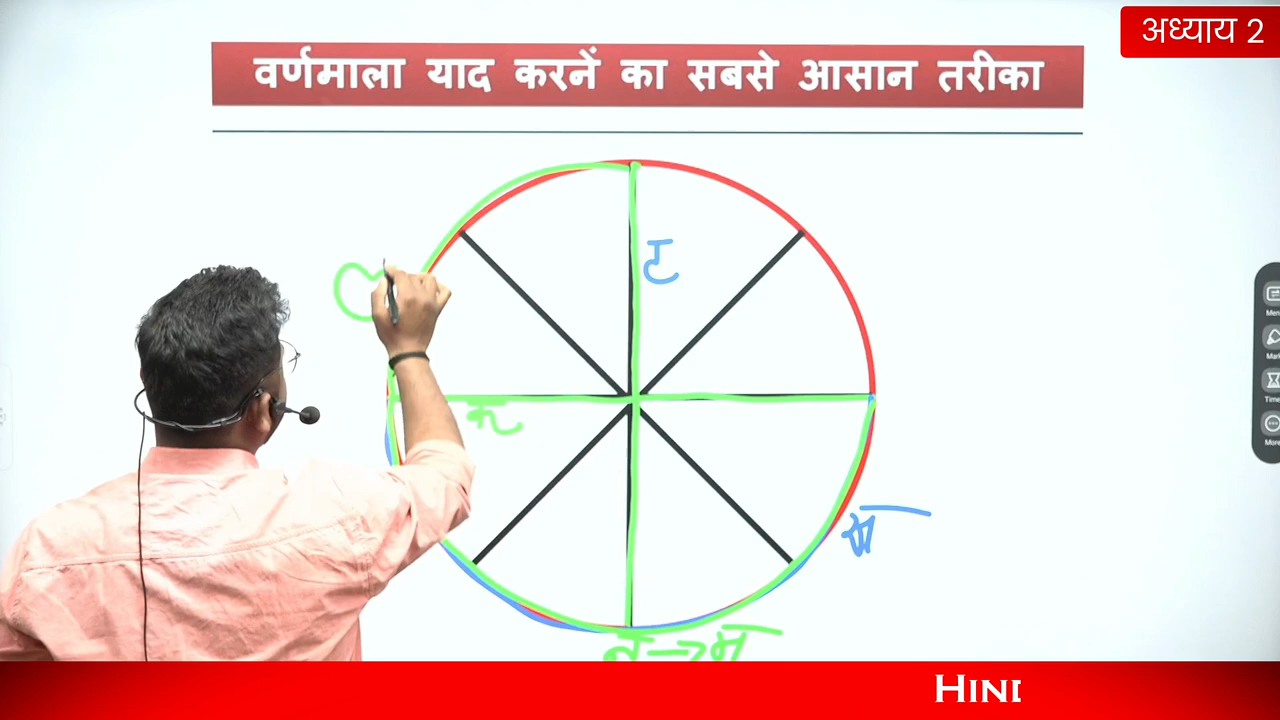 अध्याय 2
वर्णमाला याद करनें का सबसे आसान तरीका
ट
क
न → म
HINI